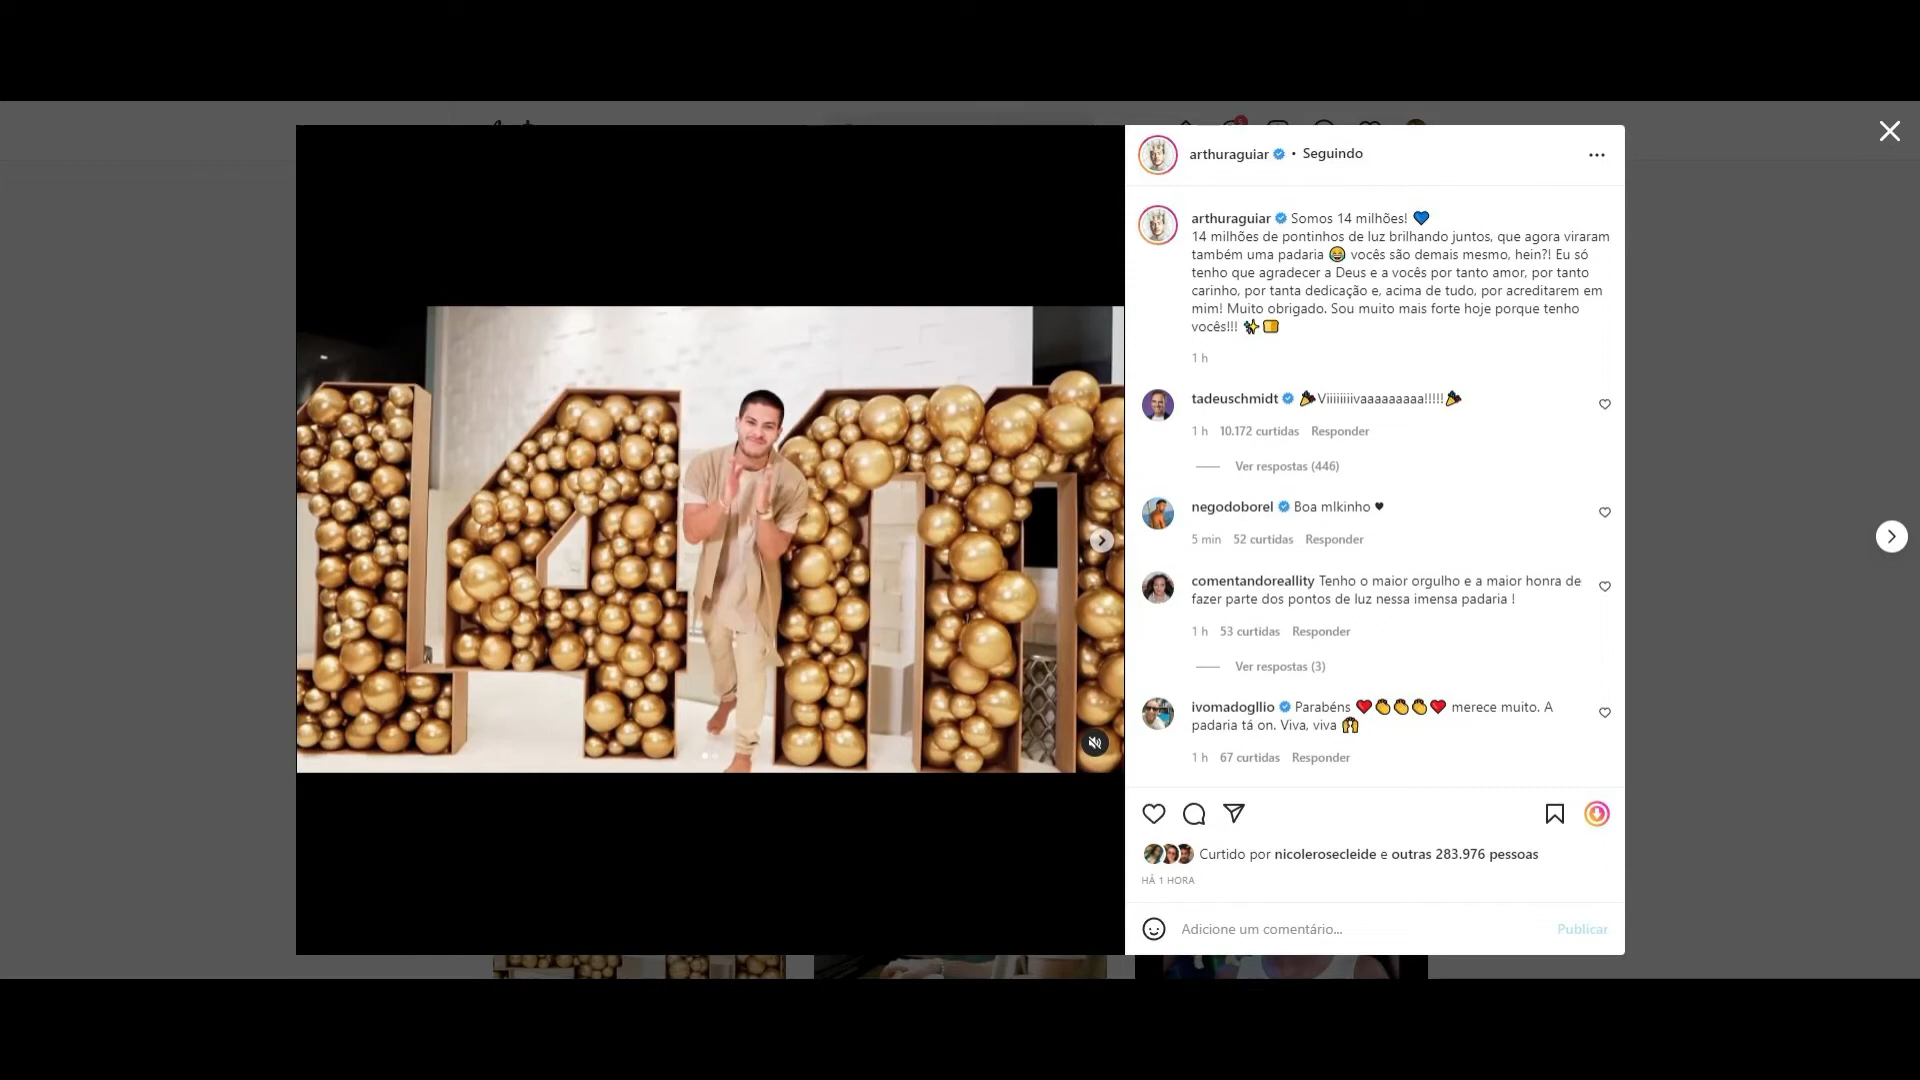 arthuraguiar • Seguindo
arthuraguiar Somos 14 milhões! 💙
14 milhões de pontinhos de luz brilhando juntos, que agora viraram
também uma padaria 😂 vocês são demais mesmo, hein?! Eu só
tenho que agradecer a Deus e a vocês por tanto amor, por tanto
carinho, por tanta dedicação e, acima de tudo, por acreditarem em
mim! Muito obrigado. Sou muito mais forte hoje porque tenho
vocês!!! ✨🍞
1 h
tadeuschmidt 🎉Viiiiiiiivaaaaaaaaa!!!!!🎉
1 h 10.172 curtidas Responder
Ver respostas (446)
negodoborel Boa mlkinho ♥
5 min 52 curtidas Responder
comentandoreallity Tenho o maior orgulho e a maior honra de
fazer parte dos pontos de luz nessa imensa padaria !
1 h 53 curtidas Responder
Ver respostas (3)
ivomadogllio Parabéns ❤️👏👏👏❤️ merece muito. A
padaria tá on. Viva, viva 🙌
1 h 67 curtidas Responder
Curtido por nicolerosecleide e outras 283.976 pessoas
HÁ 1 HORA
Adicione um comentário... Publicar
14M